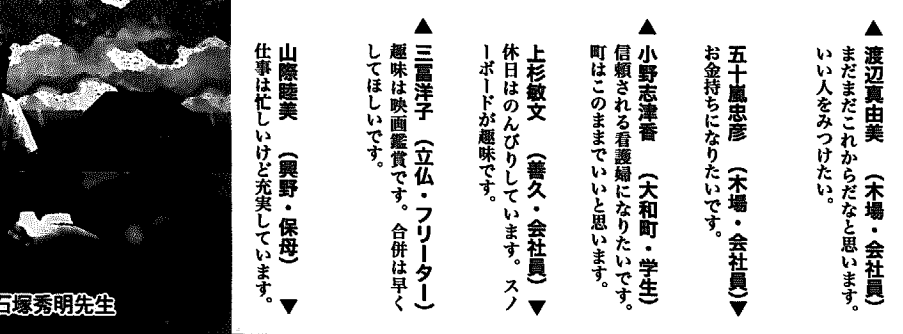 ▲渡辺真由美 (木場・会社員)
まだまだこれからだなと思います。
いい人をみつけたい。
五十嵐忠彦 (木場・会社員)▼
お金持ちになりたいです。
▲小野志津香 (大和町・学生)
信頼される看護婦になりたいです。
町はこのままでいいと思います。
上杉敏文 (善久・会社員)▼
休日はのんびりしています。スノ
ーボードが趣味です。
▲三冨洋子 (立仏・フリーター)
趣味は映画鑑賞です。合併は早く
してほしいです。
山際睦美 (興野・保母) ▼
仕事は忙しいけど充実しています。
石塚秀明先生